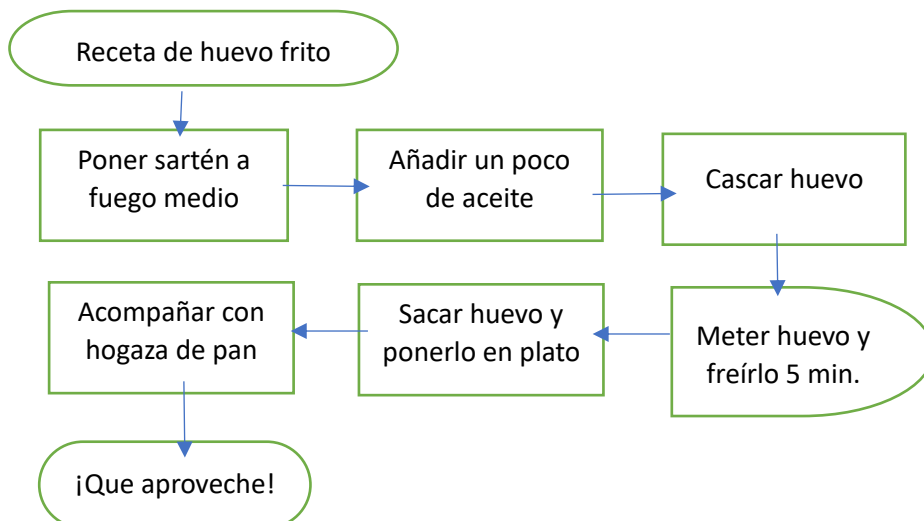 Receta de huevo frito
Poner sartén a
fuego medio
Añadir un poco
de aceite
Cascar huevo
Meter huevo y
freírlo 5 min.
Sacar huevo y
ponerlo en plato
Acompañar con
hogaza de pan
¡Que aproveche!